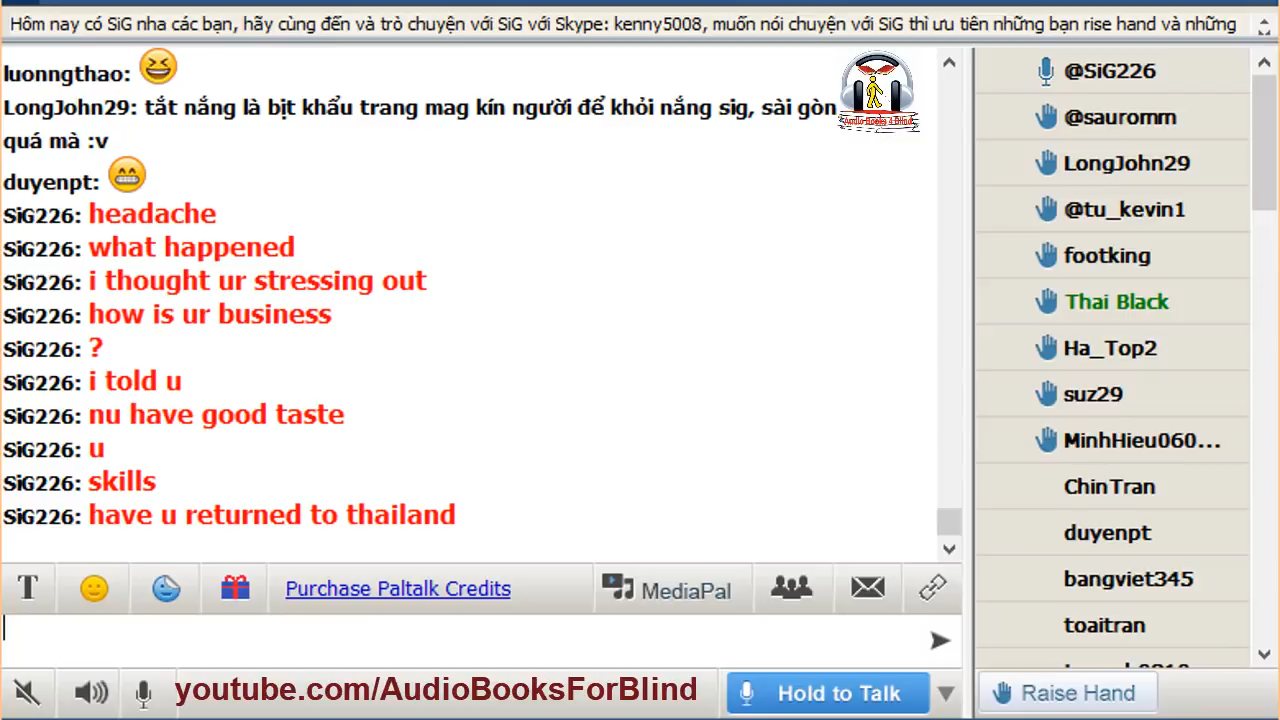 Hôm nay có SiG nha các bạn, hãy cùng đến và trò chuyện với SiG với Skype: kenny5008, muốn nói chuyện với SiG thì ưu tiên những bạn rise hand và những
luonngthao:
LongJohn29: tắt nắng là bịt khẩu trang mag kín người để khỏi nắng sig, sài gòn
quá mà :v
duyenpt:
SiG226: headache
SiG226: what happened
SiG226: i thought ur stressing out
SiG226: how is ur business
SiG226: ?
SiG226: i told u
SiG226: nu have good taste
SiG226: u
SiG226: skills
SiG226: have u returned to thailand
Audio Books 4 Blind
@SiG226
@sauromm
LongJohn29
@tu_kevin1
footking
Thai Black
Ha_Top2
suz29
MinhHieu060...
ChinTran
duyenpt
bangviet345
toaitran
T
Purchase Paltalk Credits
MediaPal
youtube.com/AudioBooksForBlind
Hold to Talk
Raise Hand